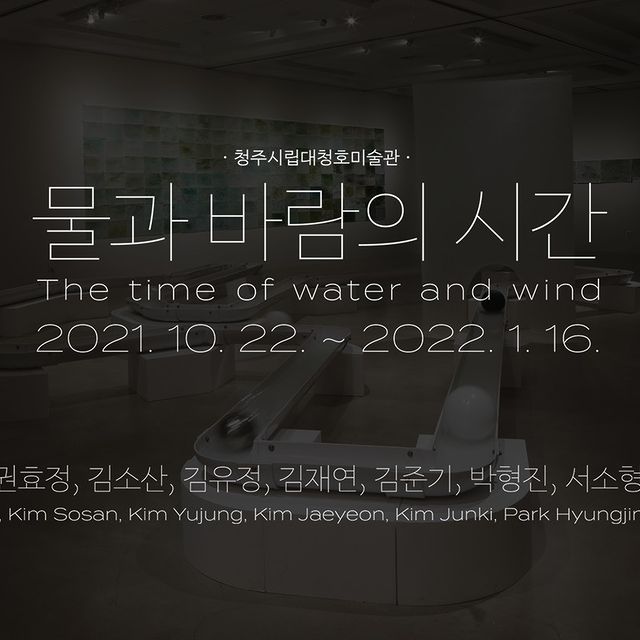 · 청주시립대청호미술관 ·
물과 바람의 시간
The time of water and wind
2021. 10. 22. ~ 2022. 1. 16.
권효정, 김소산, 김유정, 김재연, 김준기, 박형진, 서소형
, Kim Sosan, Kim Yujung, Kim Jaeyeon, Kim Junki, Park Hyungjin